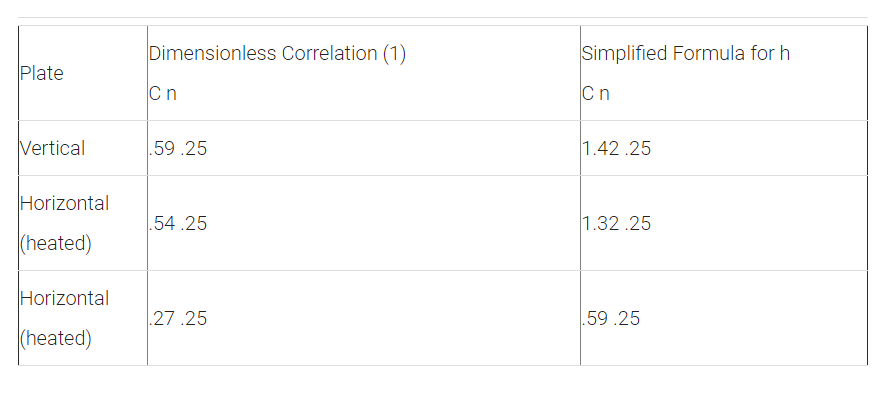 Plate
Dimensionless Correlation (1)
C n
Simplified Formula for h
C n
Vertical
.59 .25
1.42 .25
Horizontal
(heated)
.54 .25
1.32 .25
Horizontal
(heated)
.27 .25
.59 .25